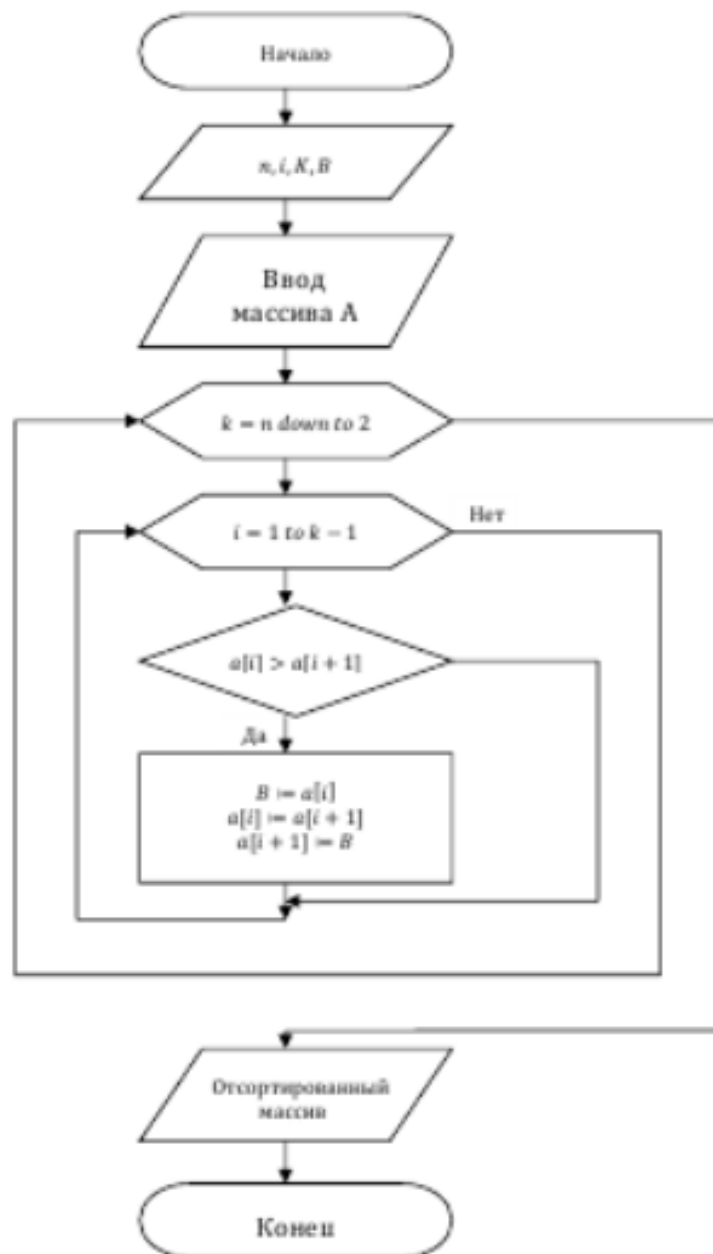 Начало
n, i, K, B
Ввод
массива А
k = n down to 2
i = 1 to k − 1
Нет
a[i] > a[i + 1]
Да
B ≔ a[i]
a[i] ≔ a[i + 1]
a[i + 1] ≔ B
Отсортированный
массив
Конец